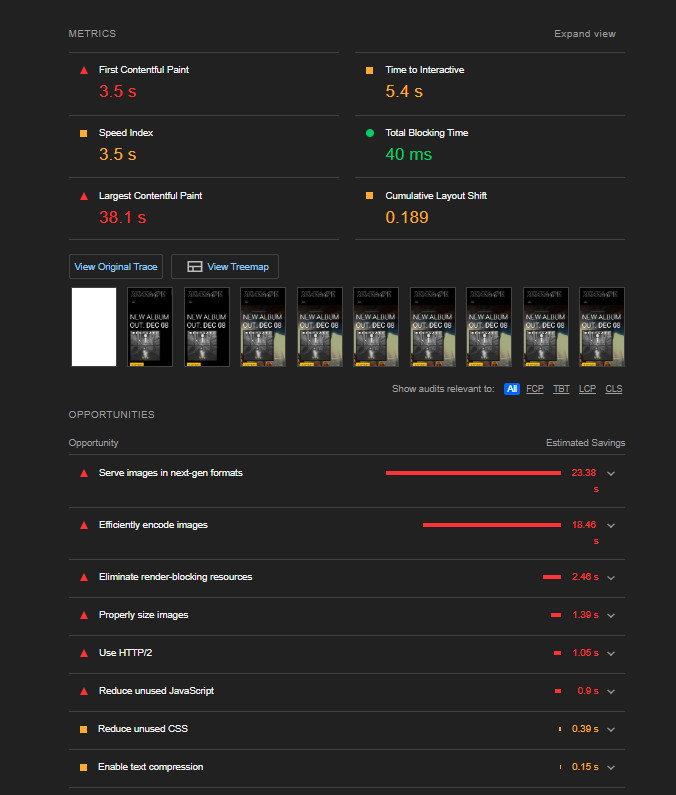 METRICS Expand view
First Contentful Paint Time to Interactive
3.5 s 5.4 s
Speed Index Total Blocking Time
3.5 s 40 ms
Largest Contentful Paint Cumulative Layout Shift
38.1 s 0.189
View Original Trace View Treemap
NEW ALBUM NEW ALBUM NEW ALBUM NEW ALBUM NEW ALBUM NEW ALBUM NEW ALBUM NEW ALBUM NEW ALBUM
OUT: DEC 08 OUT: DEC 08 OUT: DEC 08 OUT: DEC 08 OUT: DEC 08 OUT: DEC 08 OUT: DEC 08 OUT: DEC 08 OUT: DEC 08
Show audits relevant to: All FCP TBT LCP CLS
OPPORTUNITIES
Opportunity Estimated Savings
Serve images in next-gen formats 23.38
s
Efficiently encode images 18.46
s
Eliminate render-blocking resources 2.46 s
Properly size images 1.39 s
Use HTTP/2 1.05 s
Reduce unused JavaScript 0.9 s
Reduce unused CSS 0.39 s
Enable text compression 0.15 s